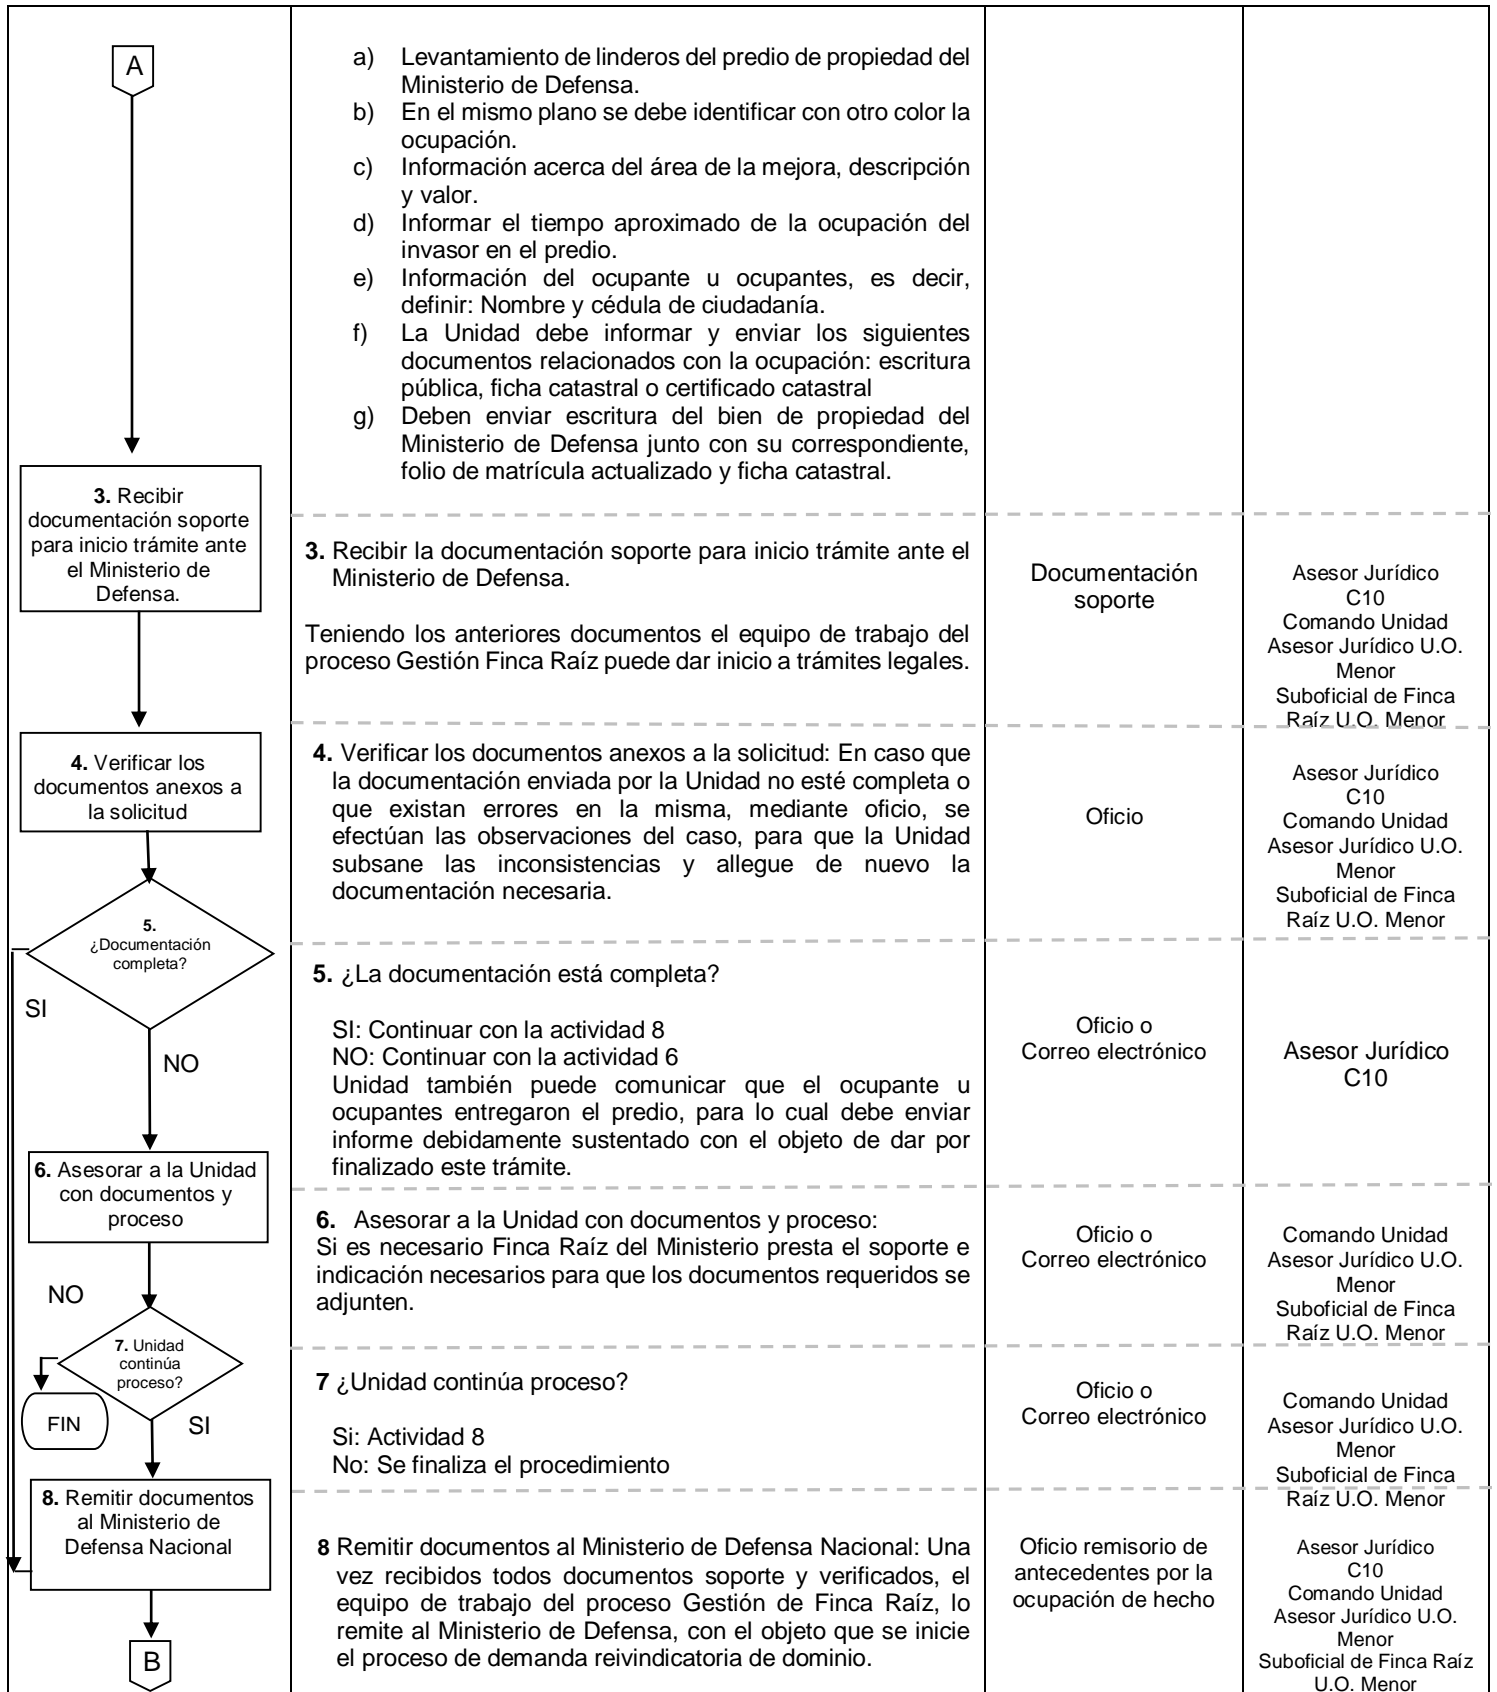 A
a) Levantamiento de linderos del predio de propiedad del
Ministerio de Defensa.
b) En el mismo plano se debe identificar con otro color la
ocupación.
c) Información acerca del área de la mejora, descripción
y valor.
d) Informar el tiempo aproximado de la ocupación del
invasor en el predio.
e) Información del ocupante u ocupantes, es decir,
definir: Nombre y cédula de ciudadanía.
f) La Unidad debe informar y enviar los siguientes
documentos relacionados con la ocupación: escritura
pública, ficha catastral o certificado catastral
g) Deben enviar escritura del bien de propiedad del
Ministerio de Defensa junto con su correspondiente,
folio de matrícula actualizado y ficha catastral.
3. Recibir
documentación soporte
para inicio trámite ante
el Ministerio de
Defensa.
3. Recibir la documentación soporte para inicio trámite ante el
Ministerio de Defensa.
Teniendo los anteriores documentos el equipo de trabajo del
proceso Gestión Finca Raíz puede dar inicio a trámites legales.
Documentación
soporte
Asesor Jurídico
C10
Comando Unidad
Asesor Jurídico U.O.
Menor
Suboficial de Finca
Raíz U.O. Menor
4. Verificar los
documentos anexos a
la solicitud
4. Verificar los documentos anexos a la solicitud: En caso que
la documentación enviada por la Unidad no esté completa o
que existan errores en la misma, mediante oficio, se
efectúan las observaciones del caso, para que la Unidad
subsane las inconsistencias y allegue de nuevo la
documentación necesaria.
Oficio
Asesor Jurídico
C10
Comando Unidad
Asesor Jurídico U.O.
Menor
Suboficial de Finca
Raíz U.O. Menor
5.
¿Documentación
completa?
SI
NO
5. ¿La documentación está completa?
SI: Continuar con la actividad 8
NO: Continuar con la actividad 6
Unidad también puede comunicar que el ocupante u
ocupantes entregaron el predio, para lo cual debe enviar
informe debidamente sustentado con el objeto de dar por
finalizado este trámite.
Oficio o
Correo electrónico
Asesor Jurídico
C10
6. Asesorar a la Unidad
con documentos y
proceso
6. Asesorar a la Unidad con documentos y proceso:
Si es necesario Finca Raíz del Ministerio presta el soporte e
indicación necesarios para que los documentos requeridos se
adjunten.
Oficio o
Correo electrónico
Comando Unidad
Asesor Jurídico U.O.
Menor
Suboficial de Finca
Raíz U.O. Menor
NO
7. Unidad
continúa
proceso?
FIN
SI
7 ¿Unidad continúa proceso?
Si: Actividad 8
No: Se finaliza el procedimiento
Oficio o
Correo electrónico
Comando Unidad
Asesor Jurídico U.O.
Menor
Suboficial de Finca
Raíz U.O. Menor
8. Remitir documentos
al Ministerio de
Defensa Nacional
8 Remitir documentos al Ministerio de Defensa Nacional: Una
vez recibidos todos documentos soporte y verificados, el
equipo de trabajo del proceso Gestión de Finca Raíz, lo
remite al Ministerio de Defensa, con el objeto que se inicie
el proceso de demanda reivindicatoria de dominio.
Oficio remisorio de
antecedentes por la
ocupación de hecho
Asesor Jurídico
C10
Comando Unidad
Asesor Jurídico U.O.
Menor
Suboficial de Finca Raíz
U.O. Menor
B